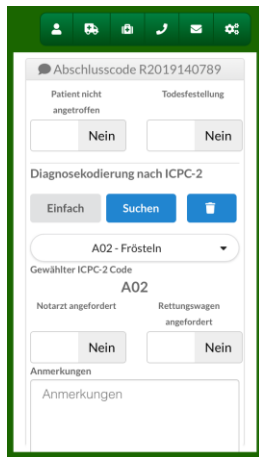 Abschlusscode R2019140789
Patient nicht angetroffen
Todesfestellung
Nein
Nein
Diagnosekodierung nach ICPC-2
Einfach
Suchen
A02 - Frösteln
Gewählter ICPC-2 Code
A02
Notarzt angefordert
Rettungswagen angefordert
Nein
Nein
Anmerkungen
Anmerkungen